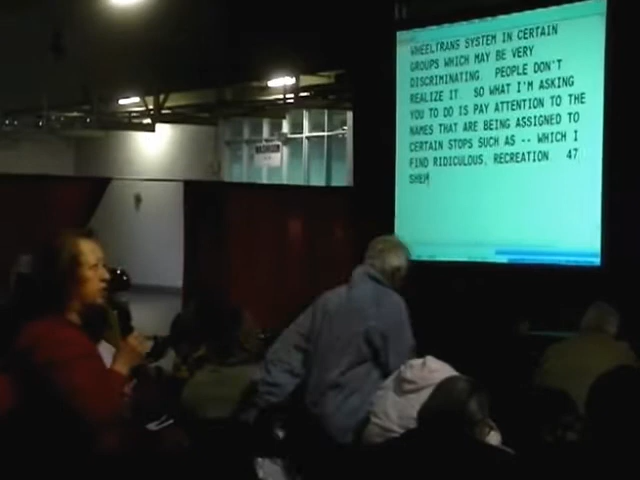 WHEELTRANS SYSTEM IN CERTAIN
GROUPS WHICH MAY BE VERY
DISCRIMINATING. PEOPLE DON'T
REALIZE IT. SO WHAT I'M ASKING
YOU TO DO IS PAY ATTENTION TO THE
NAMES THAT ARE BEING ASSIGNED TO
CERTAIN STOPS SUCH AS -- WHICH I
FIND RIDICULOUS, RECREATION 47